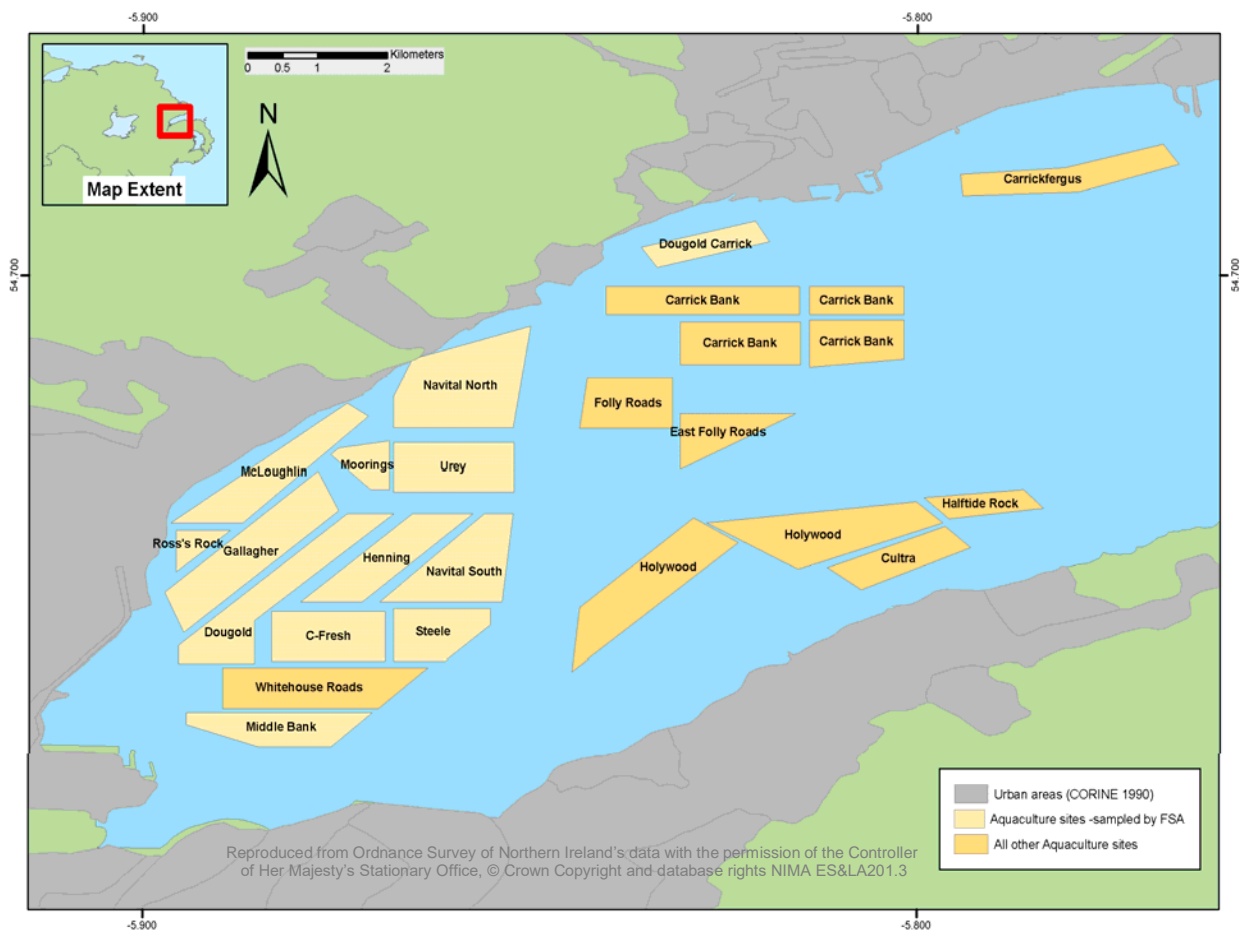 -5.900
-5.800
Kilometers
0 0.5 1 2
N
Map Extent
54.700
54.700
Carrickfergus
Dougold Carrick
Carrick Bank
Carrick Bank
Carrick Bank
Carrick Bank
Navital North
Folly Roads
East Folly Roads
McLoughlin
Moorings
Urey
Halftide Rock
Ross's Rock
Gallagher
Henning
Navital South
Holywood
Holywood
Cultra
Dougold
C-Fresh
Steele
Whitehouse Roads
Middle Bank
Urban areas (CORINE 1990)
Aquaculture sites -sampled by FSA
All other Aquaculture sites
Reproduced from Ordnance Survey of Northern Ireland's data with the permission of the Controller
of Her Majesty's Stationary Office, © Crown Copyright and database rights NIMA ES&LA201.3
-5.900
-5.800